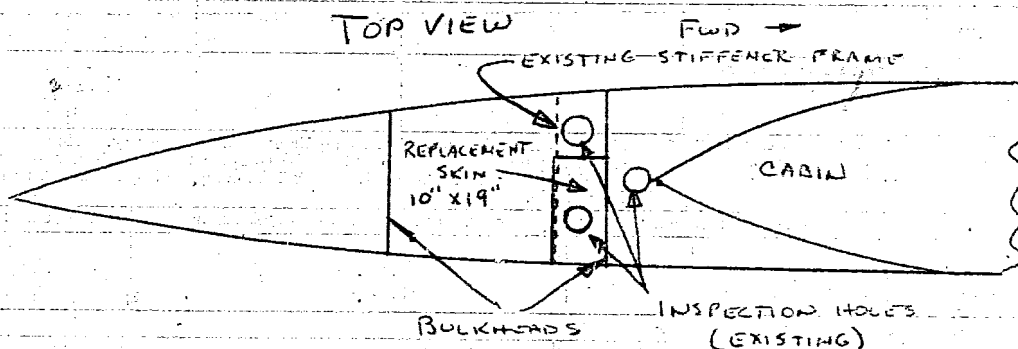 TOP VIEW
FWD →
EXISTING STIFFENER FRAME
REPLACEMENT
SKIN
10" x 19"
CABIN
BULKHEADS
INSPECTION HOLES
(EXISTING)